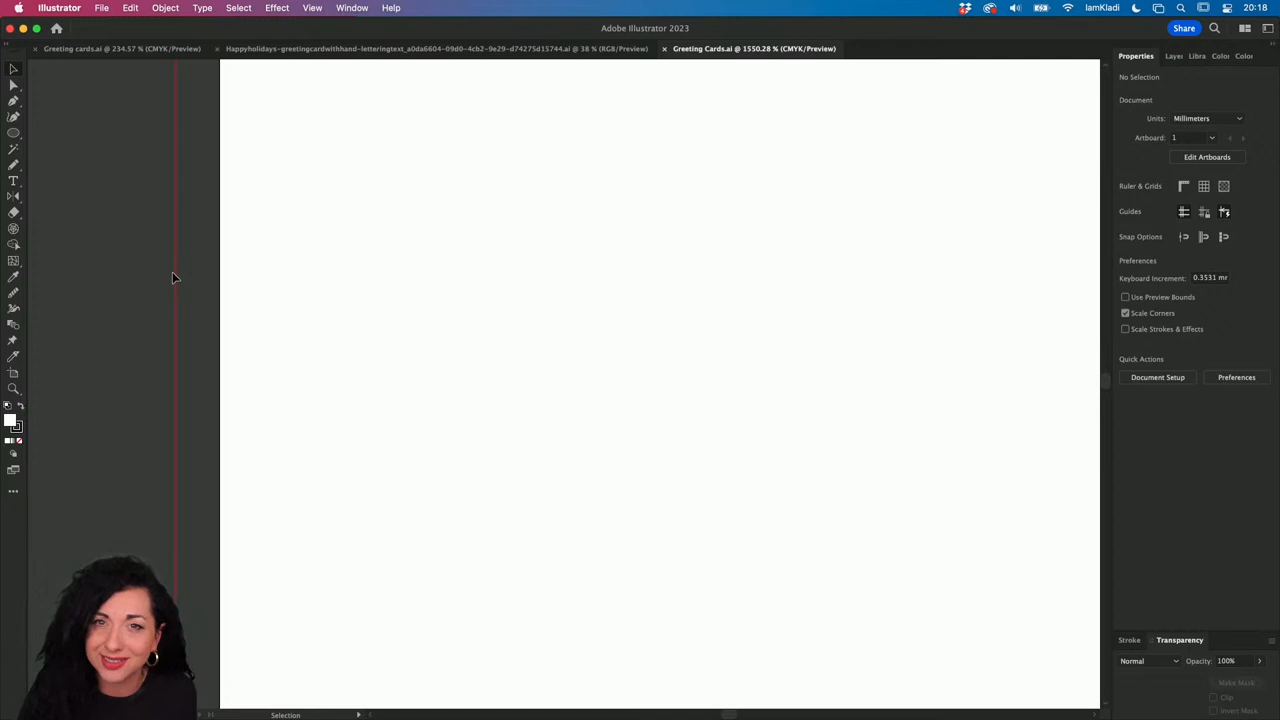 Illustrator File Edit Object Type Select Effect View Window Help
IamKladi 20:18
Adobe Illustrator 2023
Share
Greeting cards.ai @ 234.57 % (CMYK/Preview)
Happyholidays-greetingcardwithhand-letteringtext_a0da6604-09d0-4cb2-9e29-d74275d15744.ai @ 38 % (RGB/Preview)
Greeting Cards.ai @ 1550.28 % (CMYK/Preview)
Properties Layer Libra Color Color
No Selection
Document
Units: Millimeters
Artboard: 1
Edit Artboards
Ruler & Grids
Guides
Snap Options
Preferences
Keyboard Increment: 0.3531 mr
Use Preview Bounds
Scale Corners
Scale Strokes & Effects
Quick Actions
Document Setup Preferences
Stroke Transparency
Normal Opacity: 100%
Make Mask
Clip
Invert Mask
Selection